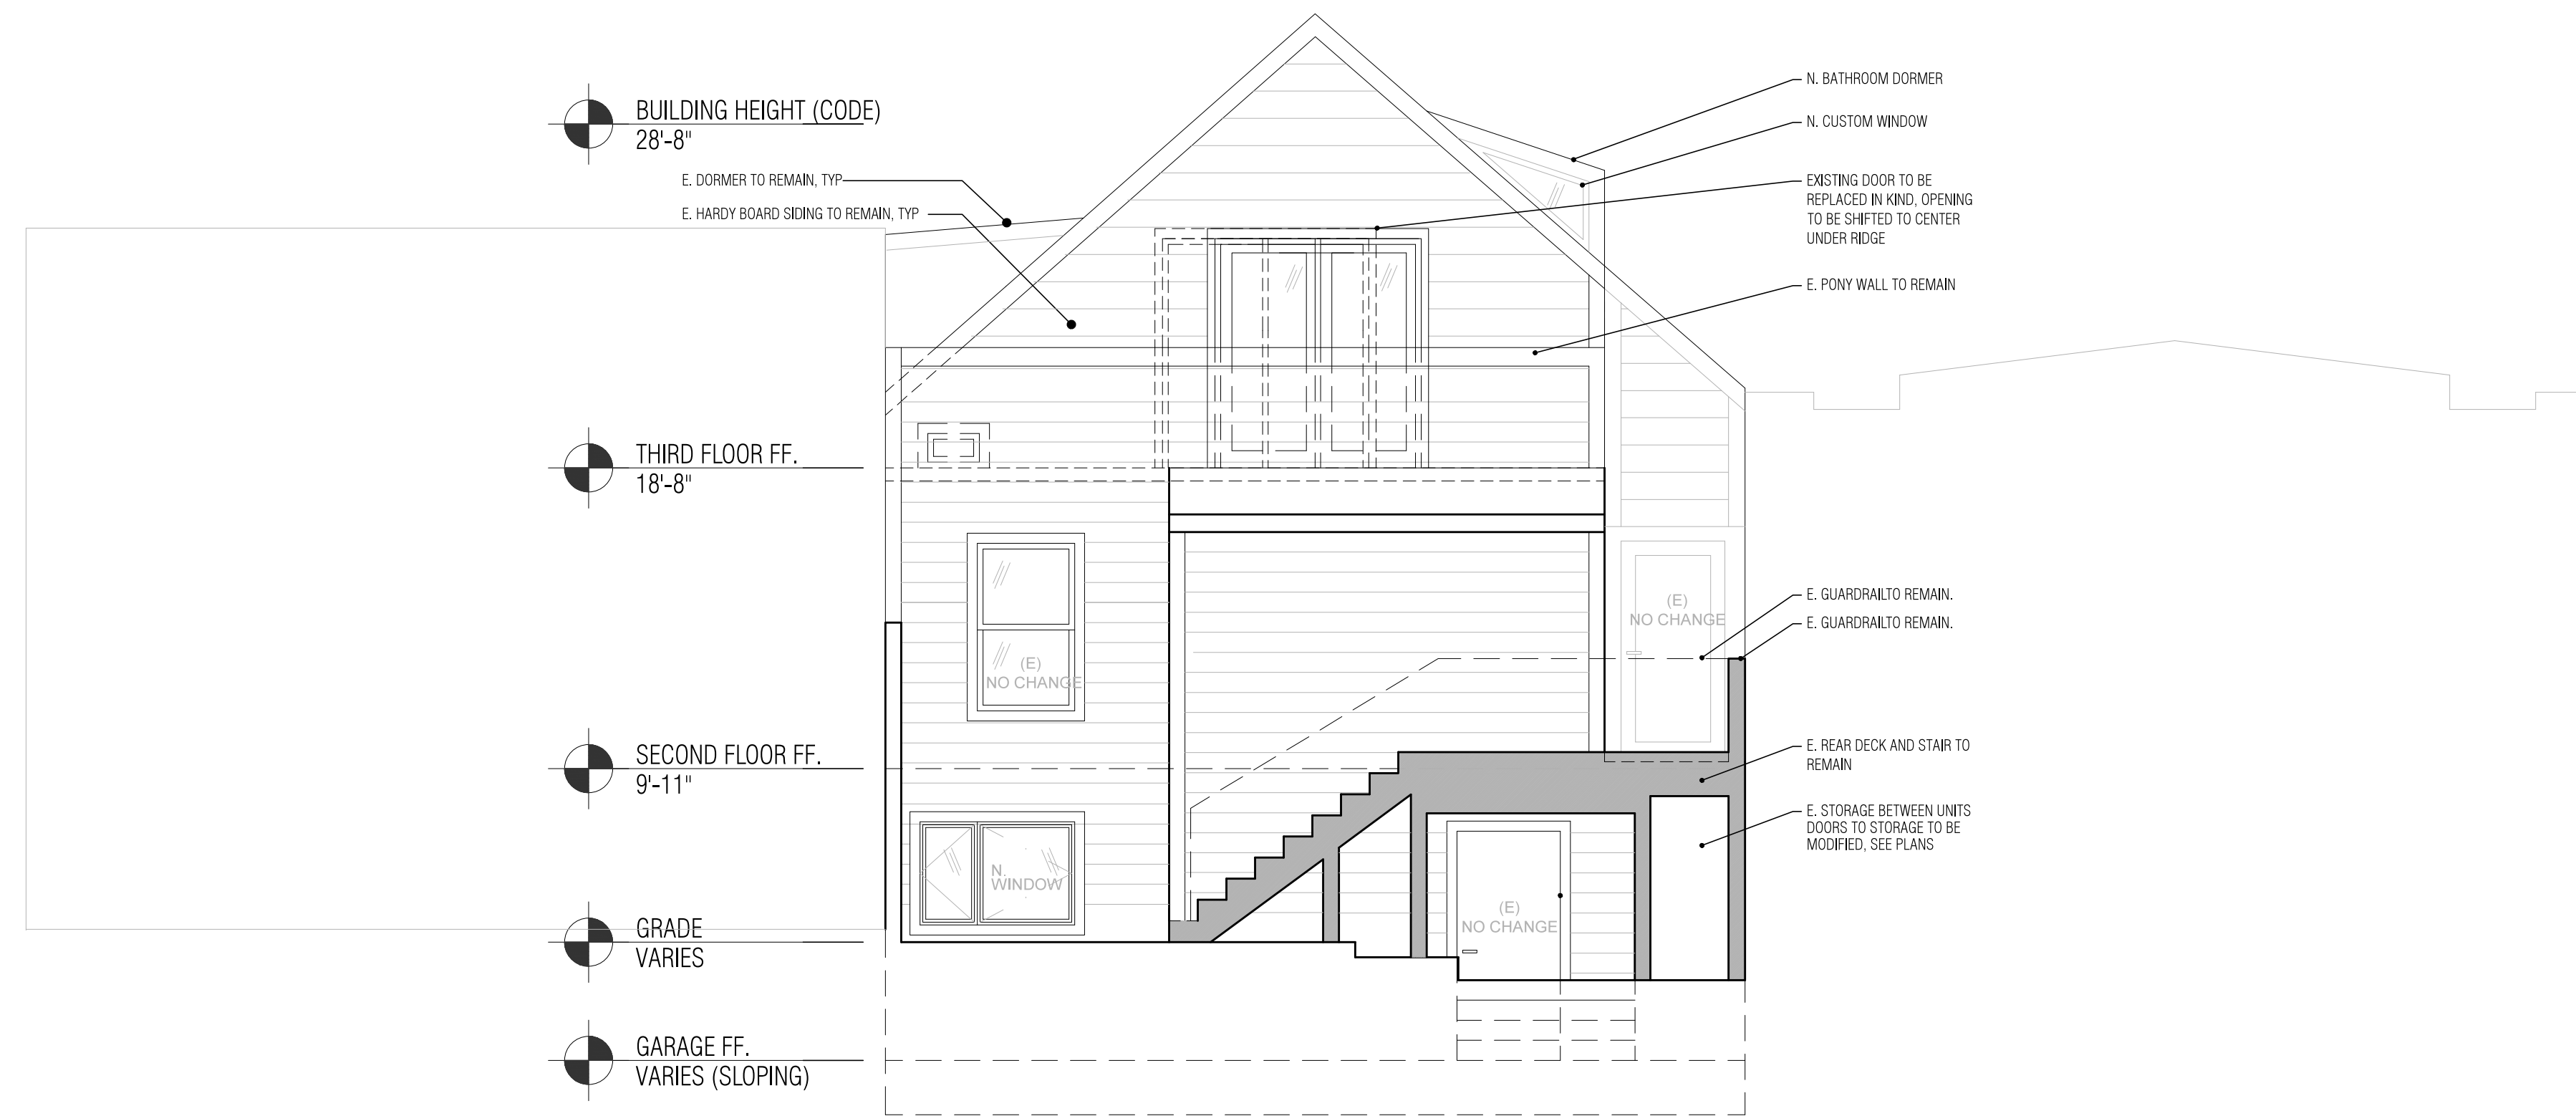 BUILDING HEIGHT (CODE)
28'-8"
E. DORMER TO REMAIN, TYP
E. HARDY BOARD SIDING TO REMAIN, TYP
THIRD FLOOR FF.
18'-8"
SECOND FLOOR FF.
9'-11"
GRADE
VARIES
GARAGE FF.
VARIES (SLOPING)
(E)
NO CHANGE
N.
WINDOW
(E)
NO CHANGE
(E)
NO CHANGE
N. BATHROOM DORMER
N. CUSTOM WINDOW
EXISTING DOOR TO BE
REPLACED IN KIND, OPENING
TO BE SHIFTED TO CENTER
UNDER RIDGE
E. PONY WALL TO REMAIN
E. GUARDRAILTO REMAIN.
E. GUARDRAILTO REMAIN.
E. REAR DECK AND STAIR TO
REMAIN
E. STORAGE BETWEEN UNITS
DOORS TO STORAGE TO BE
MODIFIED, SEE PLANS